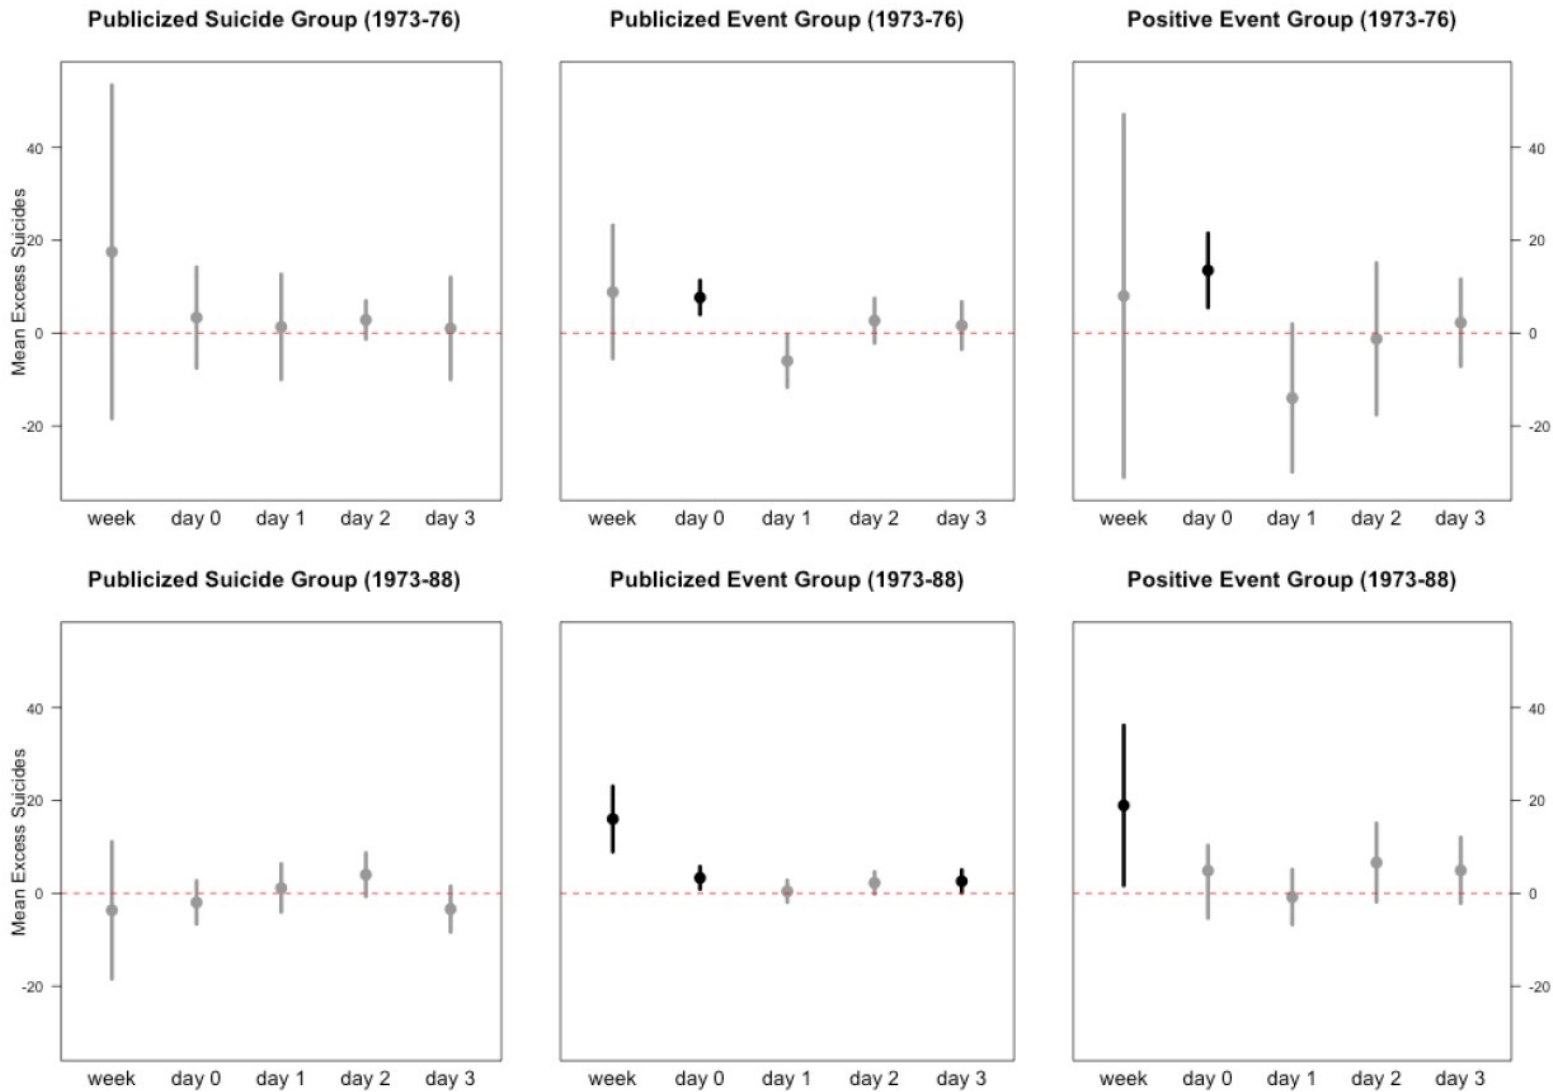 Publicized Suicide Group (1973-76)
Publicized Event Group (1973-76)
Positive Event Group (1973-76)
Mean Excess Suicides
40
20
0
-20
40
20
0
-20
week day 0 day 1 day 2 day 3
week day 0 day 1 day 2 day 3
week day 0 day 1 day 2 day 3
Publicized Suicide Group (1973-88)
Publicized Event Group (1973-88)
Positive Event Group (1973-88)
Mean Excess Suicides
40
20
0
-20
40
20
0
-20
week day 0 day 1 day 2 day 3
week day 0 day 1 day 2 day 3
week day 0 day 1 day 2 day 3